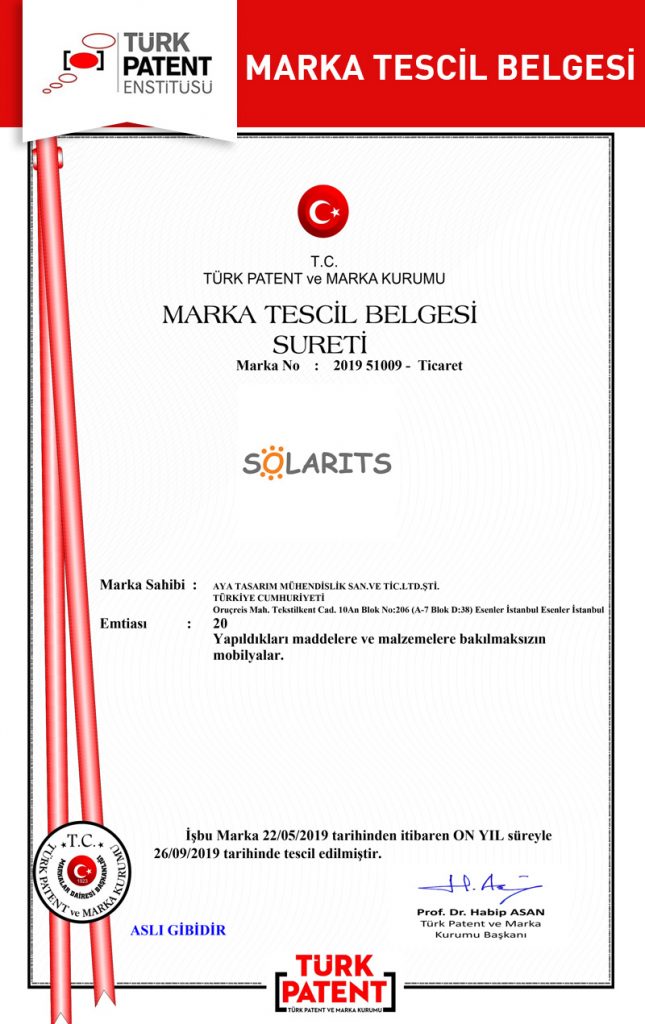 TÜRK
PATENT
ENSTİTÜSÜ
MARKA TESCİL BELGESİ
T.C.
TÜRK PATENT ve MARKA KURUMU
MARKA TESCİL BELGESİ
SURETİ
Marka No : 2019 51009 - Ticaret
SOLARITS
Marka Sahibi : AYA TASARIM MÜHENDİSLİK SAN.VE TİC.LTD.ŞTİ.
TÜRKİYE CUMHURİYETİ
Oruçreis Mah. Tekstilkent Cad. 10An Blok No:206 (A-7 Blok D:38) Esenler İstanbul Esenler İstanbul
Emtiası : 20
Yapıldıkları maddelere ve malzemelere bakılmaksızın
mobilyalar.
İşbu Marka 22/05/2019 tarihinden itibaren ON YIL süreyle
26/09/2019 tarihinde tescil edilmiştir.
T.C.
TÜRK PATENT ve MARKA KURUMU
MARKALAR DAİRESİ BAŞKANLIĞI
1923
H. Asan
Prof. Dr. Habip ASAN
Türk Patent ve Marka
Kurumu Başkanı
ASLI GİBİDİR
TÜRK
PATENT
TÜRK PATENT VE MARKA KURUMU